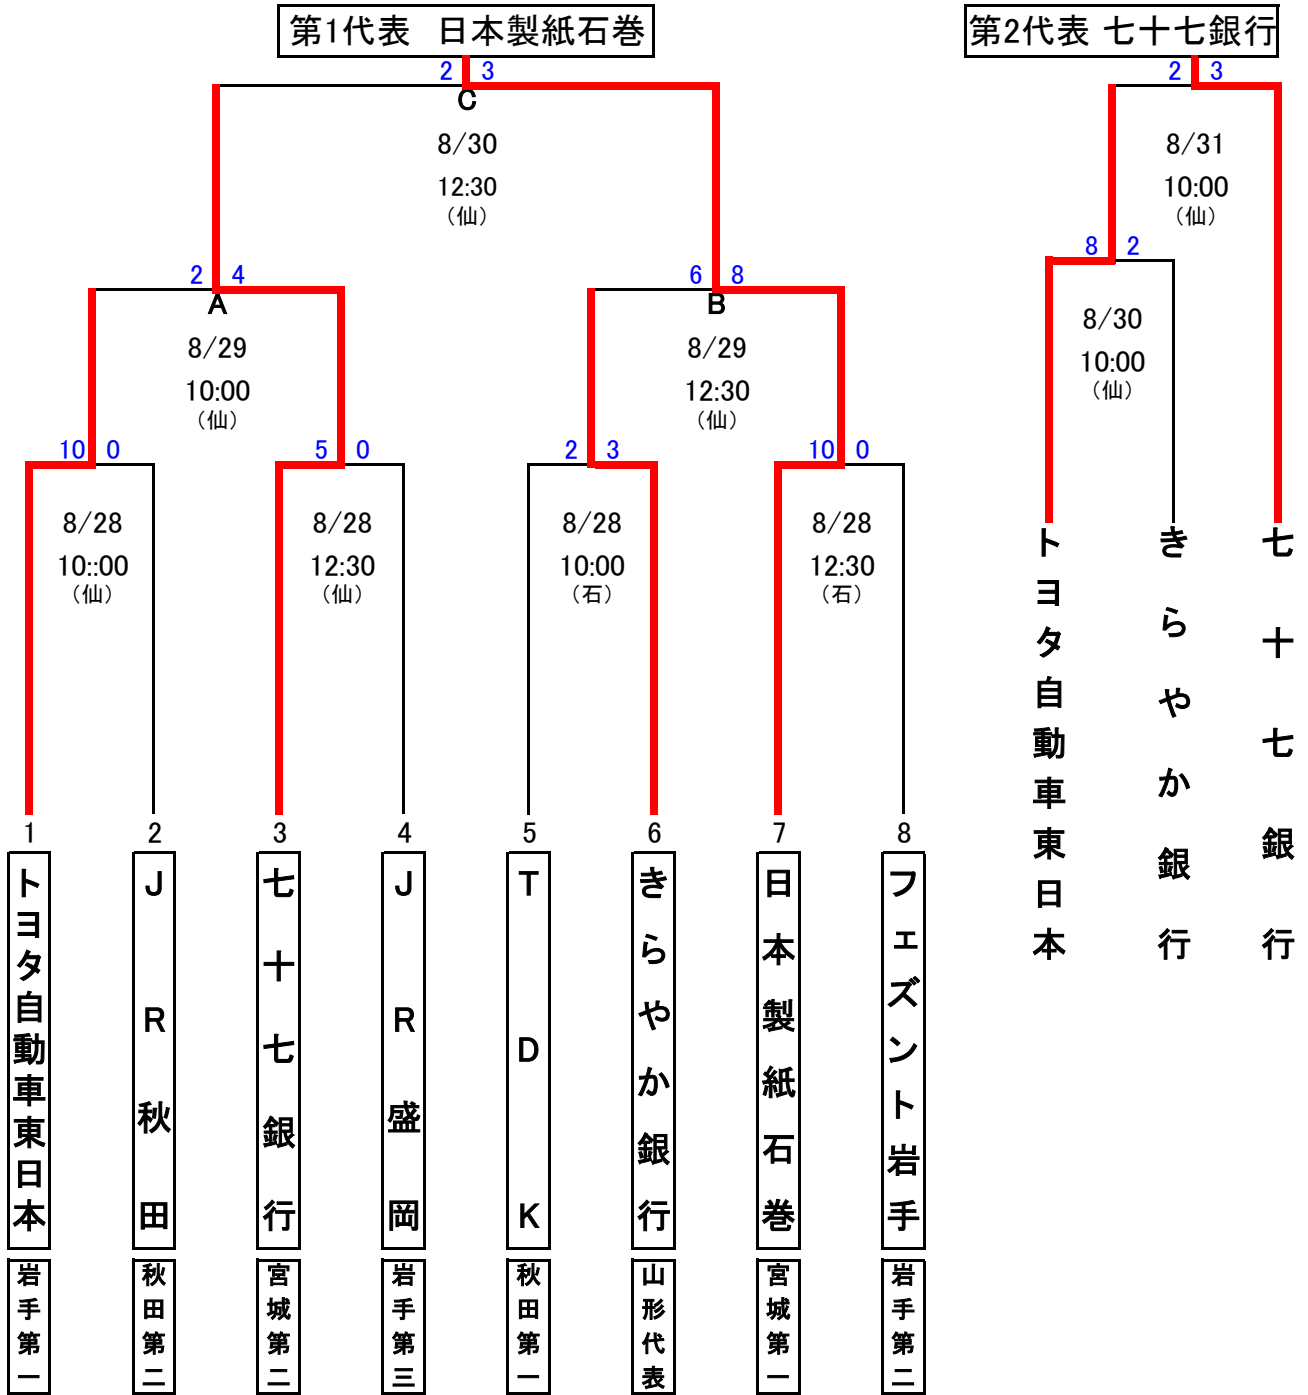 第1代表 日本製紙石巻
第2代表 七十七銀行
2 3
C
8/30
12:30
（仙）
2 3
8/31
10:00
（仙）
8 2
8/30
10:00
（仙）
2 4
A
8/29
10:00
（仙）
6 8
B
8/29
12:30
（仙）
10 0
8/28
10::00
（仙）
5 0
8/28
12:30
（仙）
2 3
8/28
10:00
（石）
10 0
8/28
12:30
（石）
トヨタ自動車東日本
きらやか銀行
七十七銀行
1
トヨタ自動車東日本
岩手第一
2
JR秋田
秋田第二
3
七十七銀行
宮城第二
4
JR盛岡
岩手第三
5
TDK
秋田第一
6
きらやか銀行
山形代表
7
日本製紙石巻
宮城第一
8
フェズント岩手
岩手第二